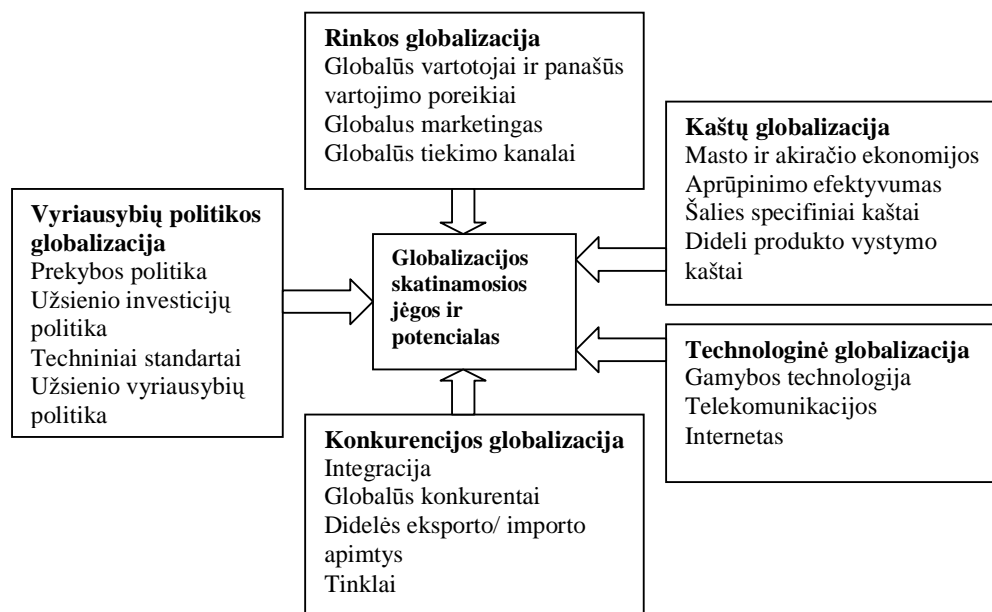 Rinkos globalizacija
Globalūs vartotojai ir panašūs
vartojimo poreikiai
Globalus marketingas
Globalūs tiekimo kanalai
Kaštų globalizacija
Masto ir akiračio ekonomijos
Aprūpinimo efektyvumas
Šalies specifiniai kaštai
Dideli produkto vystymo
kaštai
Vyriausybių politikos
globalizacija
Prekybos politika
Užsienio investicijų
politika
Techniniai standartai
Užsienio vyriausybių
politika
Globalizacijos
skatinamosios
jėgos ir
potencialas
Technologinė globalizacija
Gamybos technologija
Telekomunikacijos
Internetas
Konkurencijos globalizacija
Integracija
Globalūs konkurentai
Didelės eksporto/ importo
apimtys
Tinklai